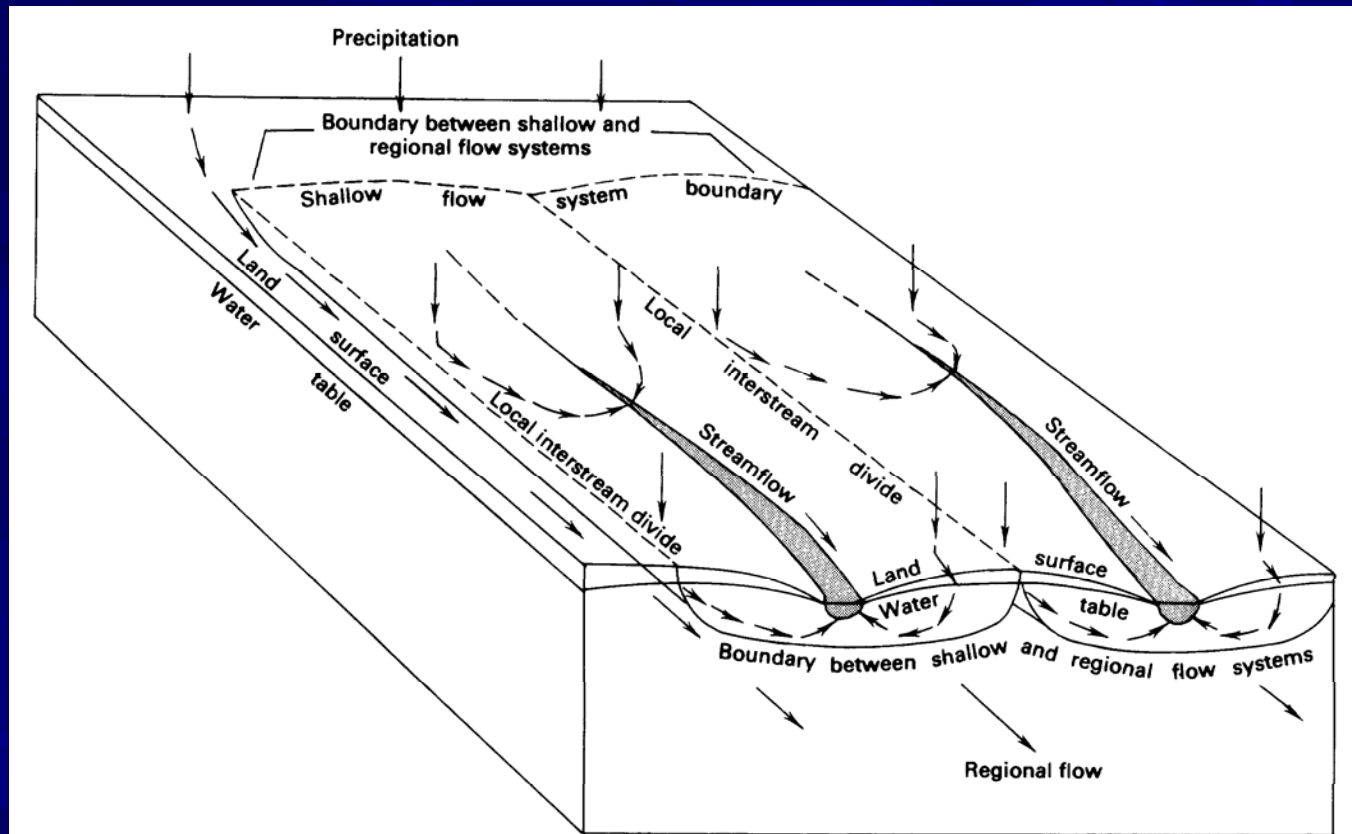 Precipitation
Boundary between shallow and
regional flow systems
Shallow flow system boundary
Land surface
Water table
Local interstream divide
Local interstream divide
Streamflow
Streamflow
Land surface
Water table
Boundary between shallow and regional flow systems
Regional flow